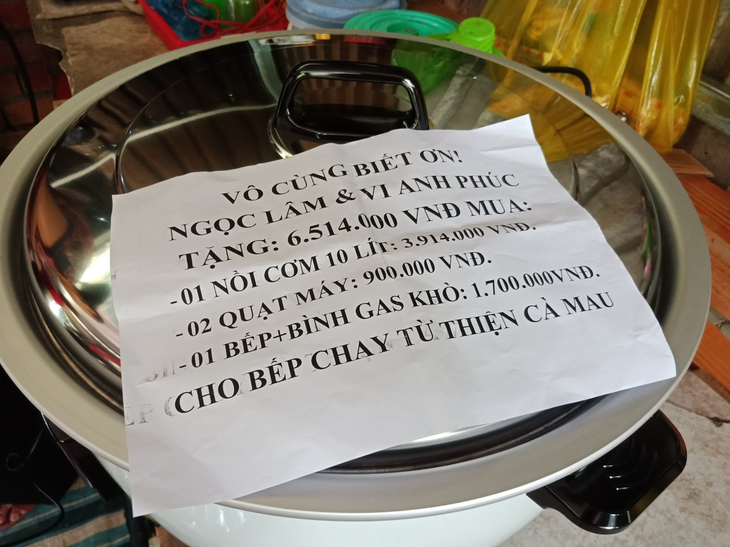 VÔ CÙNG BIẾT ƠN!
NGỌC LÂM & VI ANH PHÚC
TẶNG: 6.514.000 VNĐ MUA:
-01 NỒI CƠM 10 LÍT: 3.914.000 VNĐ.
-02 QUẠT MÁY: 900.000 VNĐ.
-01 BẾP+BÌNH GAS KHÒ: 1.700.000VNĐ.
(CHO BẾP CHAY TỪ THIỆN CÀ MAU